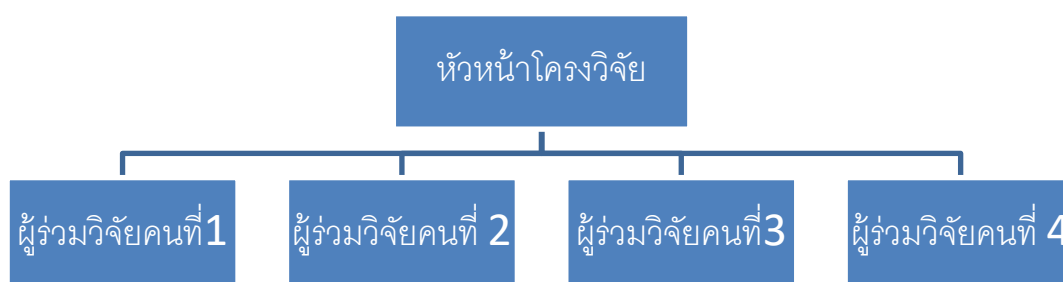 หัวหน้าโครงวิจัย
ผู้ร่วมวิจัยคนที่1
ผู้ร่วมวิจัยคนที่ 2
ผู้ร่วมวิจัยคนที่3
ผู้ร่วมวิจัยคนที่ 4